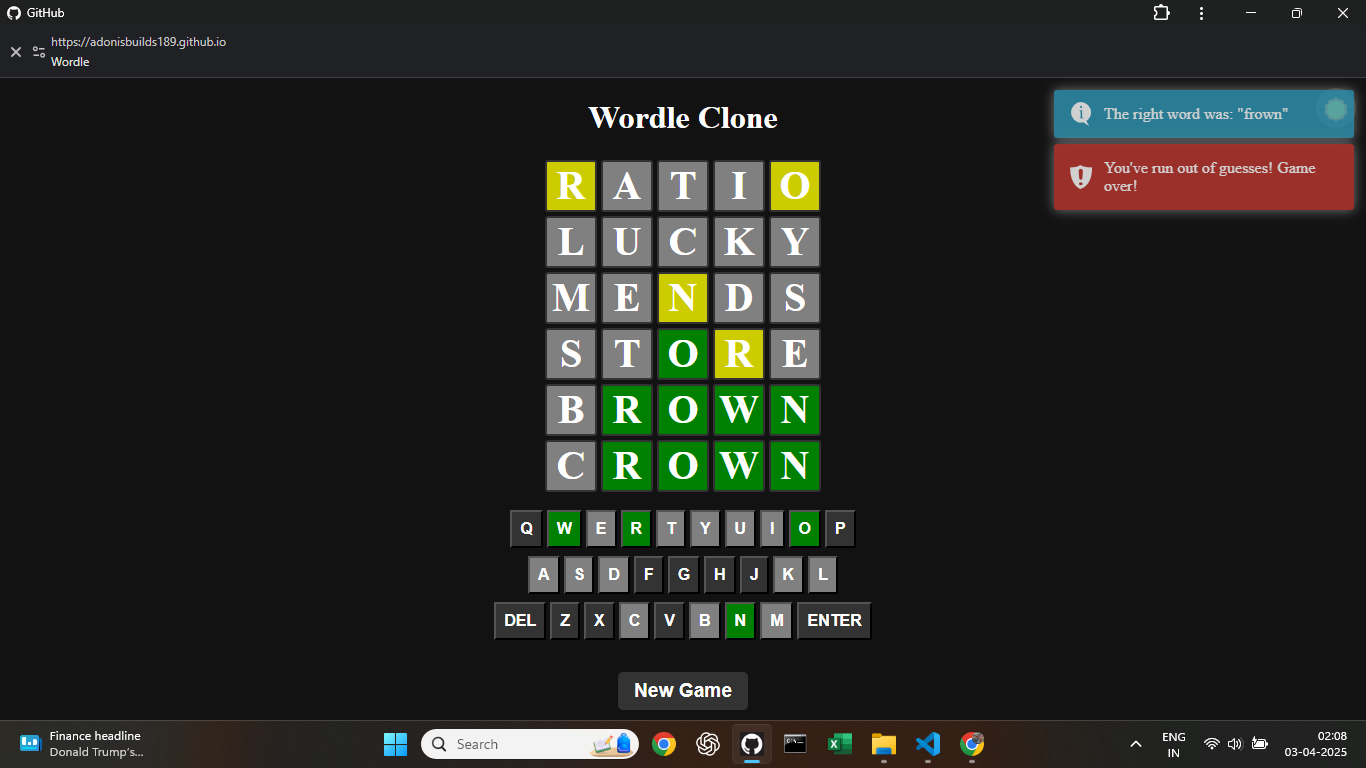 GitHub
https://adonisbuilds189.github.io
Wordle
The right word was: "frown"
You've run out of guesses! Game
over!
Wordle Clone
R A T I O
L U C K Y
M E N D S
S T O R E
B R O W N
C R O W N
Q W E R T Y U I O P
A S D F G H J K L
DEL Z X C V B N M ENTER
New Game
Finance headline
Donald Trump's...
Search
ENG
IN
02:08
03-04-2025